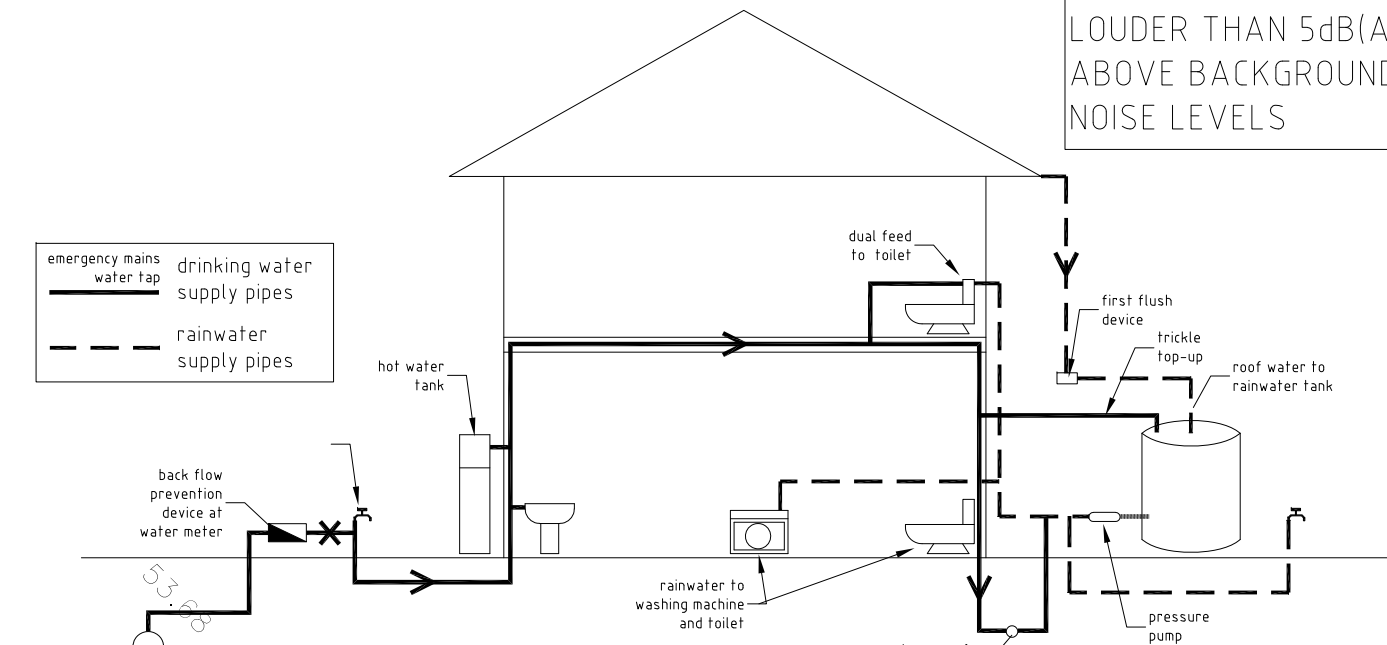 LOUDER THAN 5dB(A
ABOVE BACKGROUND
NOISE LEVELS
dual feed
to toilet
emergency mains
water tap
drinking water
supply pipes
rainwater
supply pipes
first flush
device
trickle
top-up
roof water to
rainwater tank
hot water
tank
back flow
prevention
device at
water meter
53.68
rainwater to
washing machine
and toilet
pressure
pump